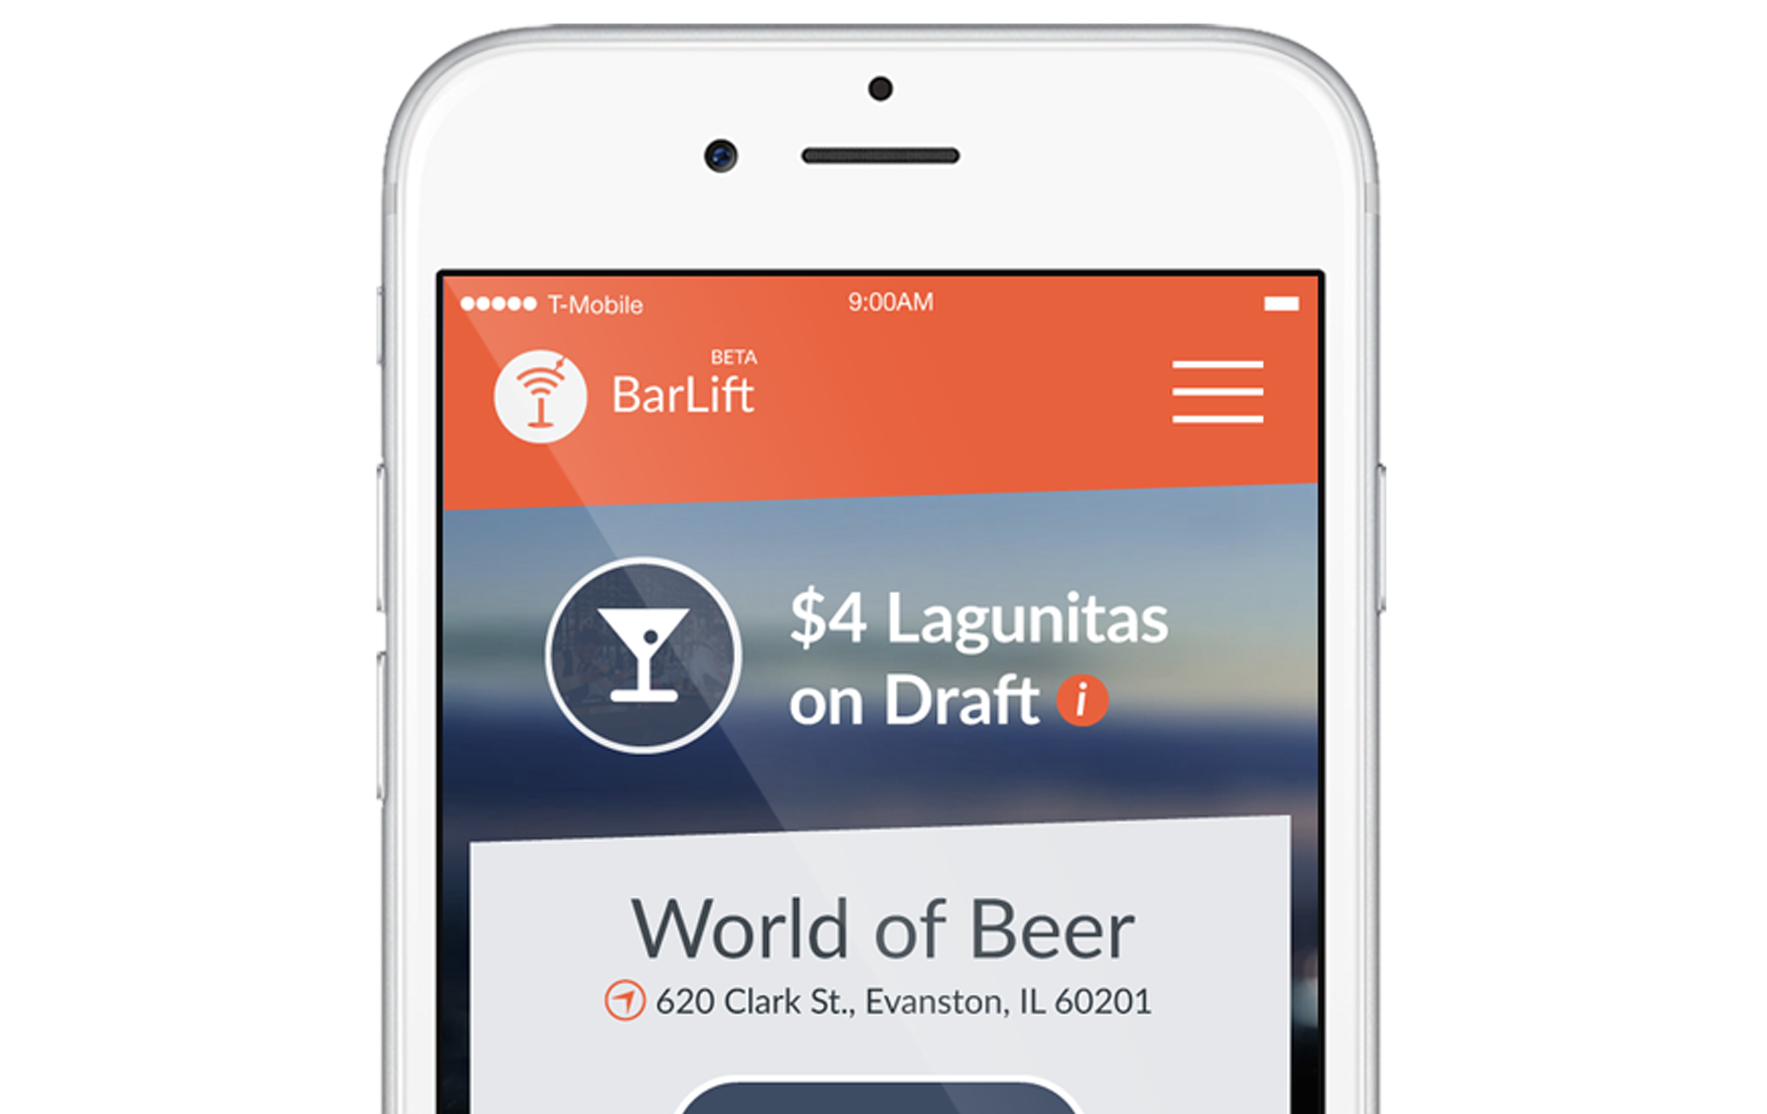 T-Mobile 9:00AM
BETA
BarLift
$4 Lagunitas
on Draft i
World of Beer
620 Clark St., Evanston, IL 60201